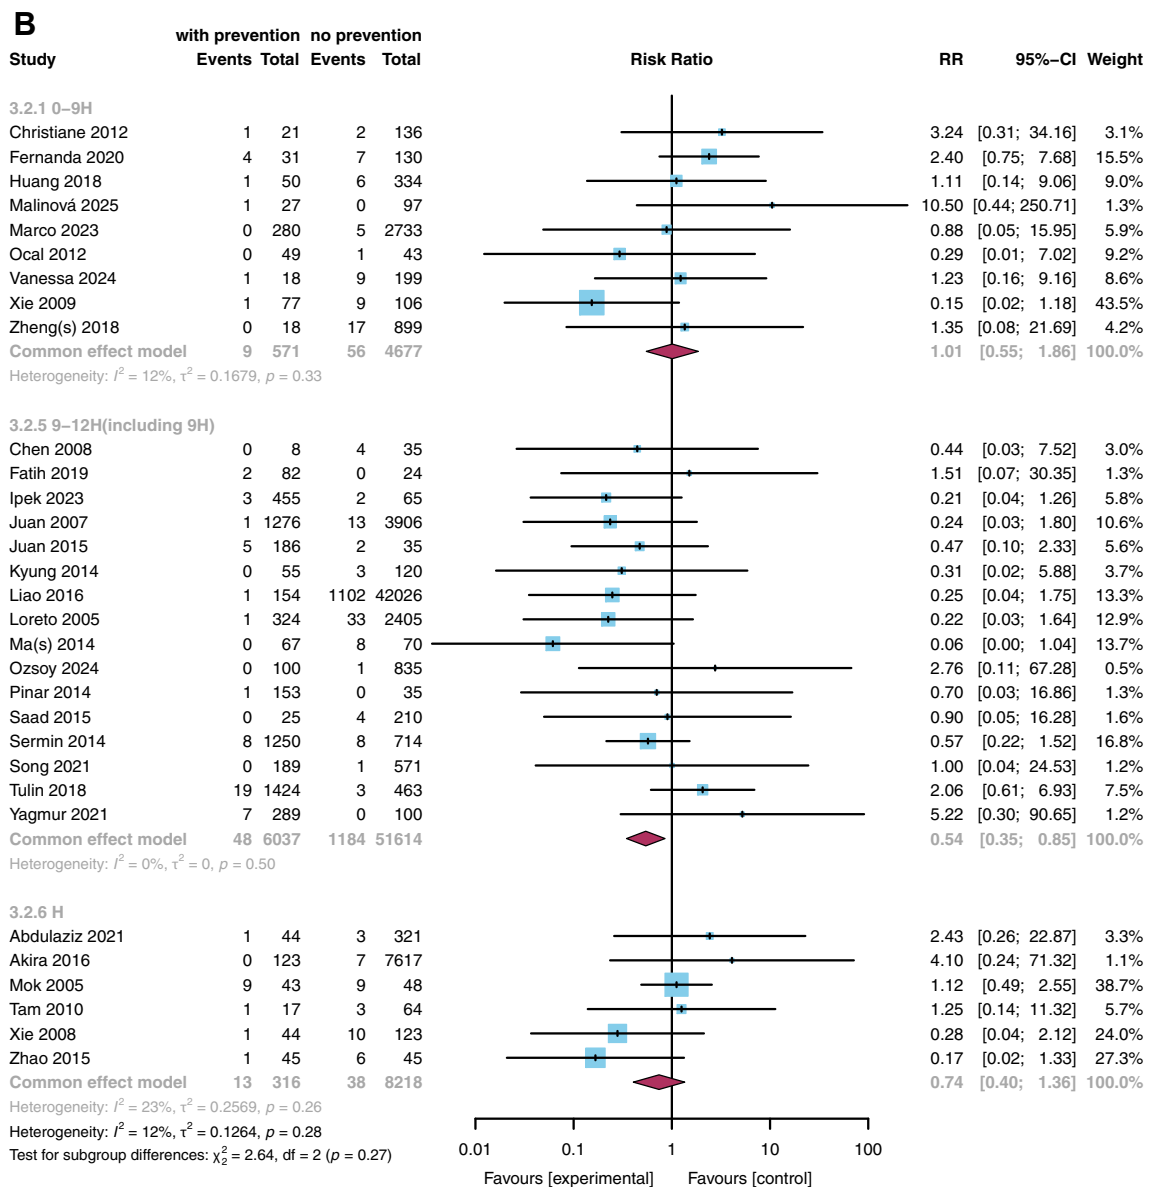 B
with prevention no prevention
Study Events Total Events Total Risk Ratio RR 95%−CI Weight
3.2.1 0−9H
Christiane 2012 1 21 2 136 3.24 [0.31; 34.16] 3.1%
Fernanda 2020 4 31 7 130 2.40 [0.75; 7.68] 15.5%
Huang 2018 1 50 6 334 1.11 [0.14; 9.06] 9.0%
Malinová 2025 1 27 0 97 10.50 [0.44; 250.71] 1.3%
Marco 2023 0 280 5 2733 0.88 [0.05; 15.95] 5.9%
Ocal 2012 0 49 1 43 0.29 [0.01; 7.02] 9.2%
Vanessa 2024 1 18 9 199 1.23 [0.16; 9.16] 8.6%
Xie 2009 1 77 9 106 0.15 [0.02; 1.18] 43.5%
Zheng(s) 2018 0 18 17 899 1.35 [0.08; 21.69] 4.2%
Common effect model 9 571 56 4677 1.01 [0.55; 1.86] 100.0%
Heterogeneity: I² = 12%, τ² = 0.1679, p = 0.33
3.2.5 9−12H(including 9H)
Chen 2008 0 8 4 35 0.44 [0.03; 7.52] 3.0%
Fatih 2019 2 82 0 24 1.51 [0.07; 30.35] 1.3%
Ipek 2023 3 455 2 65 0.21 [0.04; 1.26] 5.8%
Juan 2007 1 1276 13 3906 0.24 [0.03; 1.80] 10.6%
Juan 2015 5 186 2 35 0.47 [0.10; 2.33] 5.6%
Kyung 2014 0 55 3 120 0.31 [0.02; 5.88] 3.7%
Liao 2016 1 154 1102 42026 0.25 [0.04; 1.75] 13.3%
Loreto 2005 1 324 33 2405 0.22 [0.03; 1.64] 12.9%
Ma(s) 2014 0 67 8 70 0.06 [0.00; 1.04] 13.7%
Ozsoy 2024 0 100 1 835 2.76 [0.11; 67.28] 0.5%
Pinar 2014 1 153 0 35 0.70 [0.03; 16.86] 1.3%
Saad 2015 0 25 4 210 0.90 [0.05; 16.28] 1.6%
Sermin 2014 8 1250 8 714 0.57 [0.22; 1.52] 16.8%
Song 2021 0 189 1 571 1.00 [0.04; 24.53] 1.2%
Tulin 2018 19 1424 3 463 2.06 [0.61; 6.93] 7.5%
Yagmur 2021 7 289 0 100 5.22 [0.30; 90.65] 1.2%
Common effect model 48 6037 1184 51614 0.54 [0.35; 0.85] 100.0%
Heterogeneity: I² = 0%, τ² = 0, p = 0.50
3.2.6 H
Abdulaziz 2021 1 44 3 321 2.43 [0.26; 22.87] 3.3%
Akira 2016 0 123 7 7617 4.10 [0.24; 71.32] 1.1%
Mok 2005 9 43 9 48 1.12 [0.49; 2.55] 38.7%
Tam 2010 1 17 3 64 1.25 [0.14; 11.32] 5.7%
Xie 2008 1 44 10 123 0.28 [0.04; 2.12] 24.0%
Zhao 2015 1 45 6 45 0.17 [0.02; 1.33] 27.3%
Common effect model 13 316 38 8218 0.74 [0.40; 1.36] 100.0%
Heterogeneity: I² = 23%, τ² = 0.2569, p = 0.26
Heterogeneity: I² = 12%, τ² = 0.1264, p = 0.28
Test for subgroup differences: χ²₂ = 2.64, df = 2 (p = 0.27)
0.01 0.1 1 10 100
Favours [experimental] Favours [control]